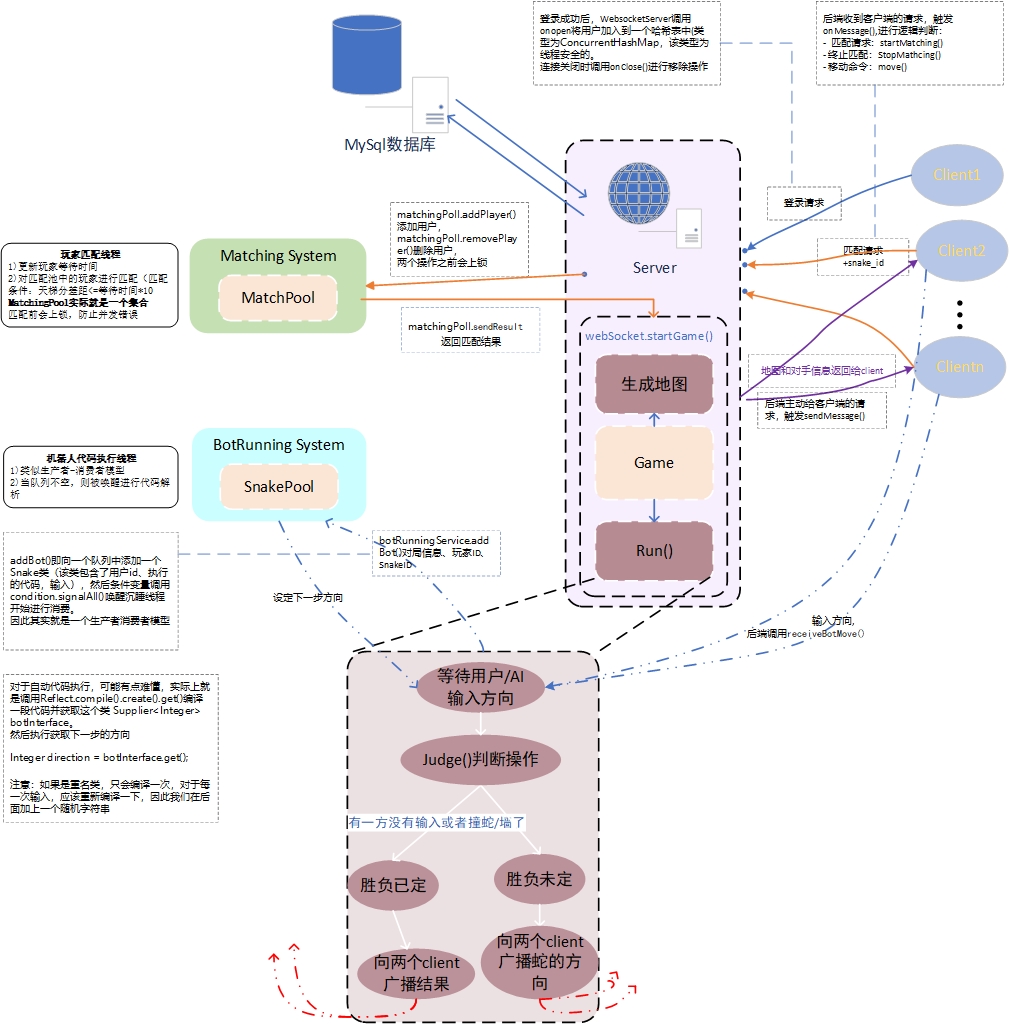 登录成功后，WebsocketServer调用
onopen将用户加入到一个哈希表中(类
型为ConcurrentHashMap，该类型为
线程安全的。
连接关闭时调用onClose()进行移除操作
后端收到客户端的请求，触发
onMessage(),进行逻辑判断：
- 匹配请求：startMatching()
- 终止匹配：StopMathcing()
- 移动命令：move()
MySql数据库
Client1
登录请求
matchingPoll.addPlayer()
添加用户，
matchingPoll.removePlay
er()删除用户，
两个操作之前会上锁
Client2
匹配请求
+snake_id
玩家匹配线程
1)更新玩家等待时间
2)对匹配池中的玩家进行匹配（匹配
条件：天梯分差距<=等待时间*10
MatchingPool实际就是一个集合
匹配前会上锁，防止并发错误
Matching System
MatchPool
Server
matchingPoll.sendResult
返回匹配结果
webSocket.startGame()
生成地图
Game
Run()
地图和对手信息返回给client
Clientn
后端主动给客户端的请
求，触发sendMessage()
机器人代码执行线程
1)类似生产者-消费者模型
2)当队列不空，则被唤醒进行代码解
析
BotRunning System
SnakePool
botRunningService.add
Bot()对局信息、玩家ID、
SnakeID
addBot()即向一个队列中添加一个
Snake类（该类包含了用户id、执行
的代码，输入），然后条件变量调用
condition.signalAll()唤醒沉睡线程
开始进行消费。
因此其实就是一个生产者消费者模型
设定下一步方向
输入方向,
后端调用receiveBotMove()
对于自动代码执行，可能有点难懂，实际上就
是调用Reflect.compile().create().get()编译
一段代码并获取这个类 Supplier<Integer>
botInterface。
然后执行获取下一步的方向
Integer direction = botInterface.get();
注意：如果是重名类，只会编译一次，对于每
一次输入，应该重新编译一下，因此我们在后
面加上一个随机字符串
等待用户/AI
输入方向
Judge()判断操作
有一方没有输入或者撞蛇/墙了
胜负已定
胜负未定
向两个client
广播结果
向两个client
广播蛇的方
向